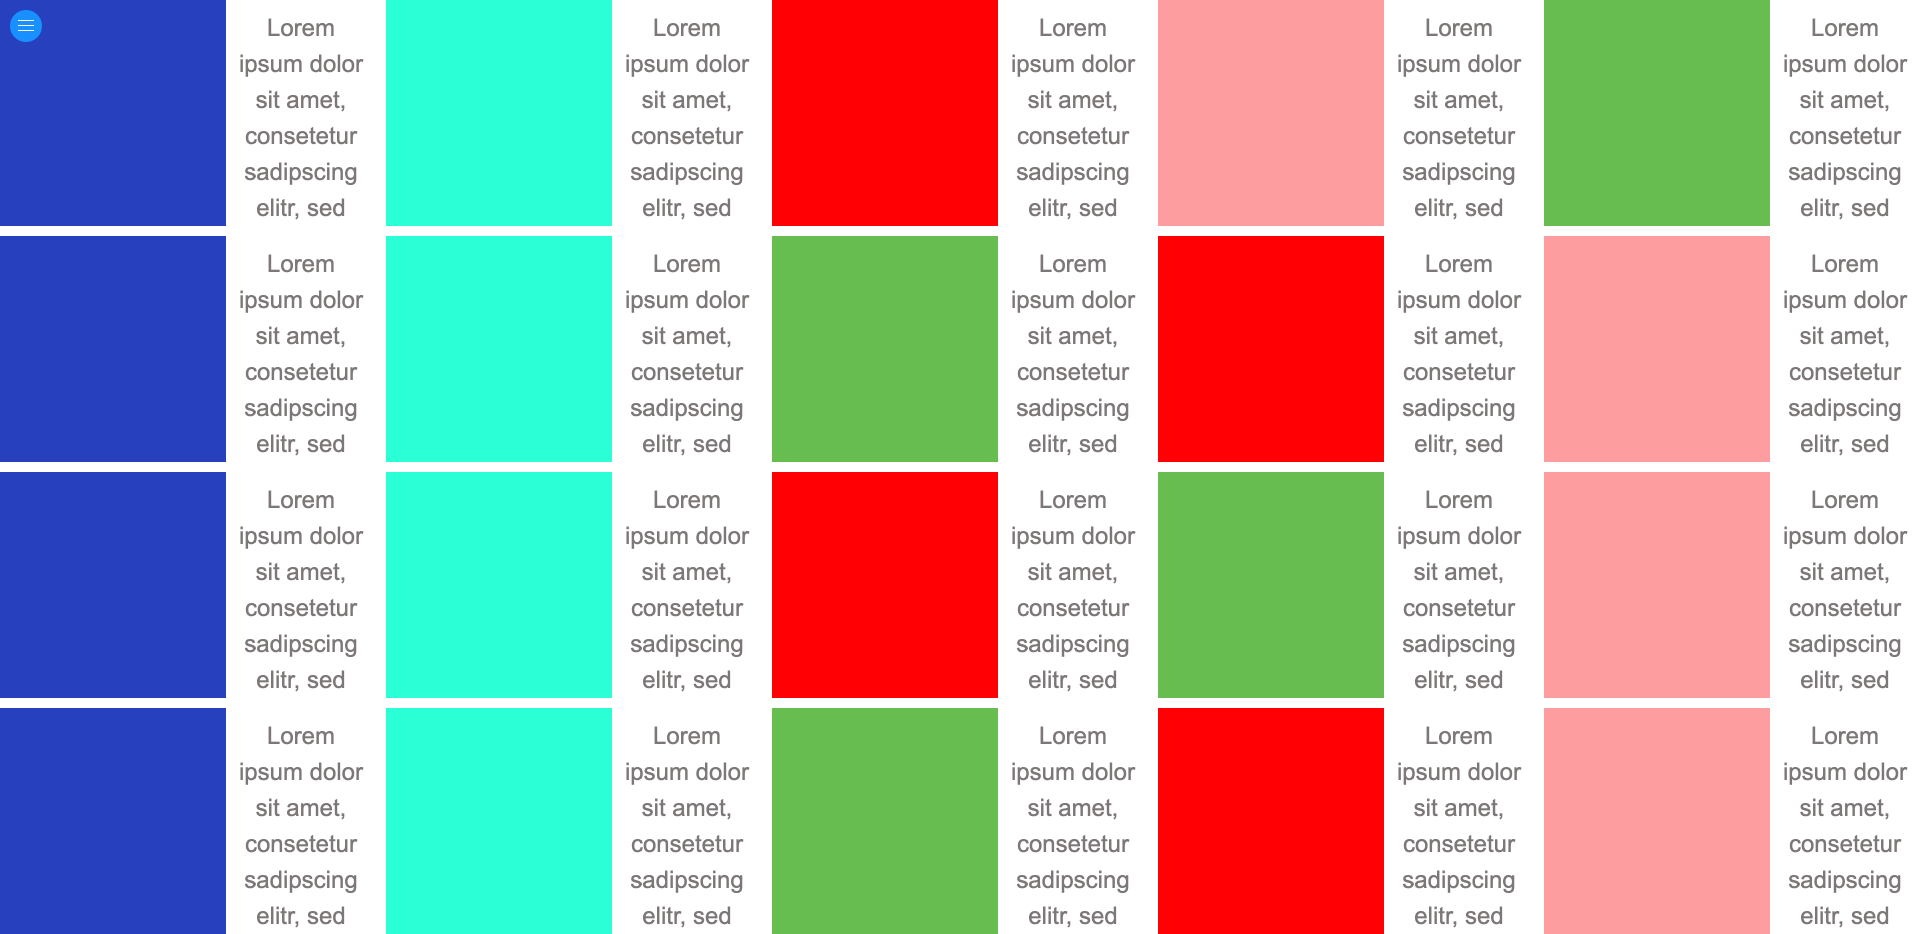 Lorem
ipsum dolor
sit amet,
consetetur
sadipscing
elitr, sed
Lorem
ipsum dolor
sit amet,
consetetur
sadipscing
elitr, sed
Lorem
ipsum dolor
sit amet,
consetetur
sadipscing
elitr, sed
Lorem
ipsum dolor
sit amet,
consetetur
sadipscing
elitr, sed
Lorem
ipsum dolor
sit amet,
consetetur
sadipscing
elitr, sed
Lorem
ipsum dolor
sit amet,
consetetur
sadipscing
elitr, sed
Lorem
ipsum dolor
sit amet,
consetetur
sadipscing
elitr, sed
Lorem
ipsum dolor
sit amet,
consetetur
sadipscing
elitr, sed
Lorem
ipsum dolor
sit amet,
consetetur
sadipscing
elitr, sed
Lorem
ipsum dolor
sit amet,
consetetur
sadipscing
elitr, sed
Lorem
ipsum dolor
sit amet,
consetetur
sadipscing
elitr, sed
Lorem
ipsum dolor
sit amet,
consetetur
sadipscing
elitr, sed
Lorem
ipsum dolor
sit amet,
consetetur
sadipscing
elitr, sed
Lorem
ipsum dolor
sit amet,
consetetur
sadipscing
elitr, sed
Lorem
ipsum dolor
sit amet,
consetetur
sadipscing
elitr, sed
Lorem
ipsum dolor
sit amet,
consetetur
sadipscing
elitr, sed
Lorem
ipsum dolor
sit amet,
consetetur
sadipscing
elitr, sed
Lorem
ipsum dolor
sit amet,
consetetur
sadipscing
elitr, sed
Lorem
ipsum dolor
sit amet,
consetetur
sadipscing
elitr, sed
Lorem
ipsum dolor
sit amet,
consetetur
sadipscing
elitr, sed